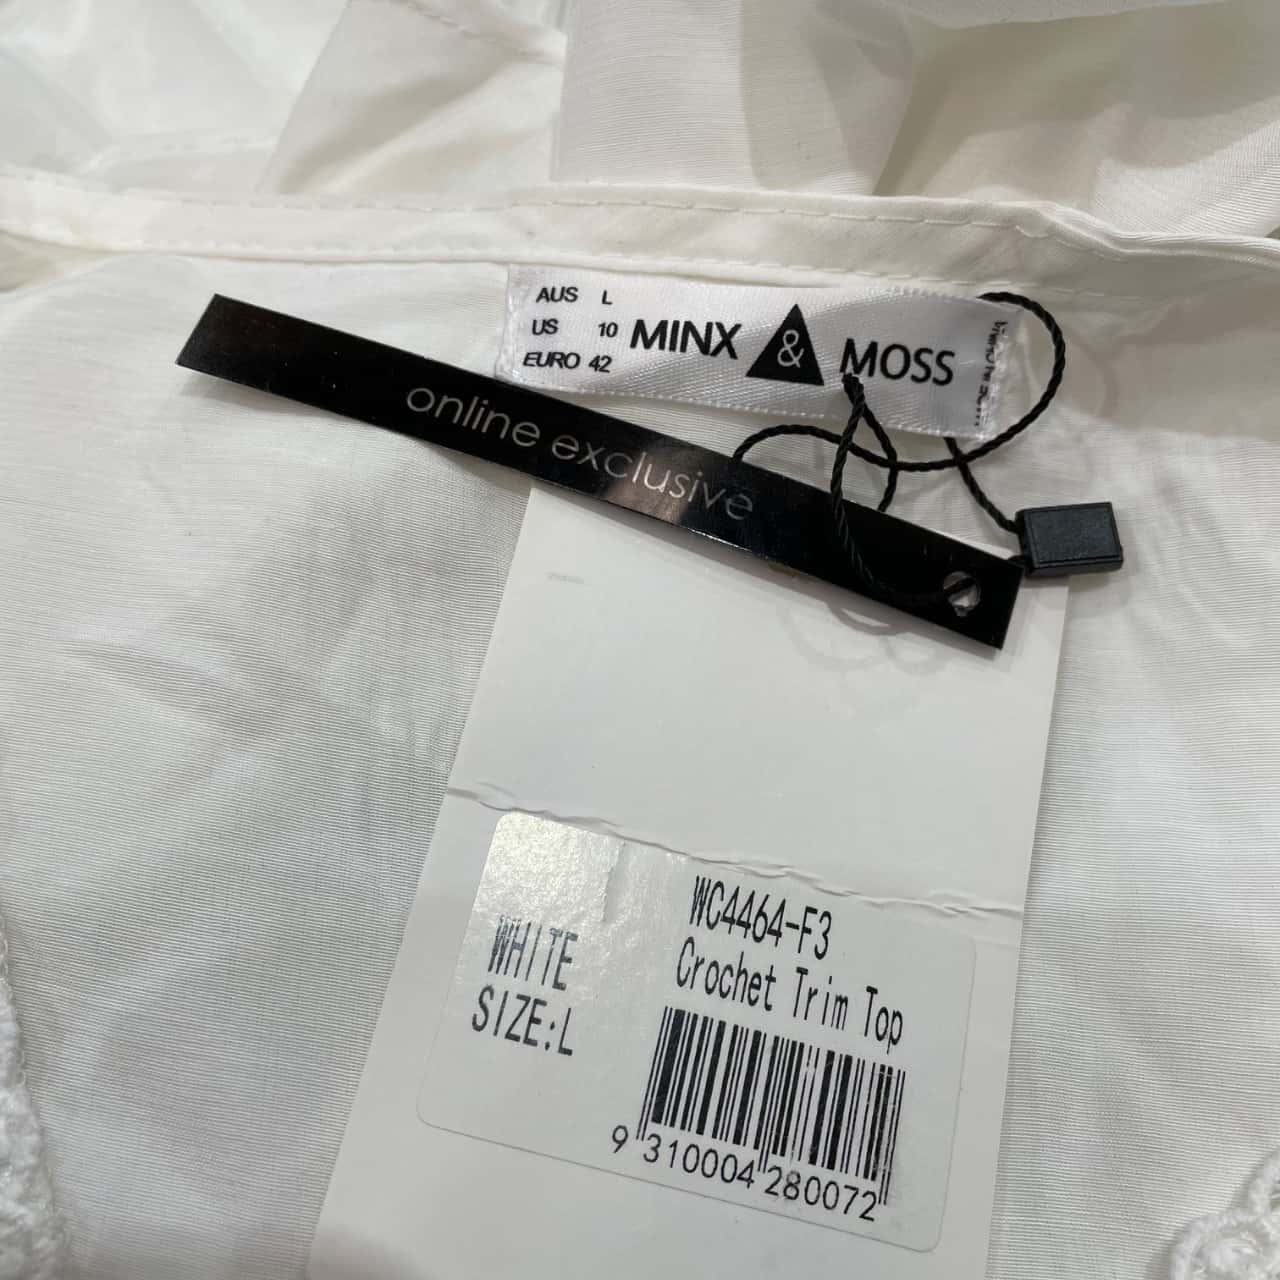 AUS L
US 10
EURO 42
MINX & MOSS
online exclusive
WC4464-F3
Crochet Trim Top
WHITE
SIZE:L
9 310004 280072